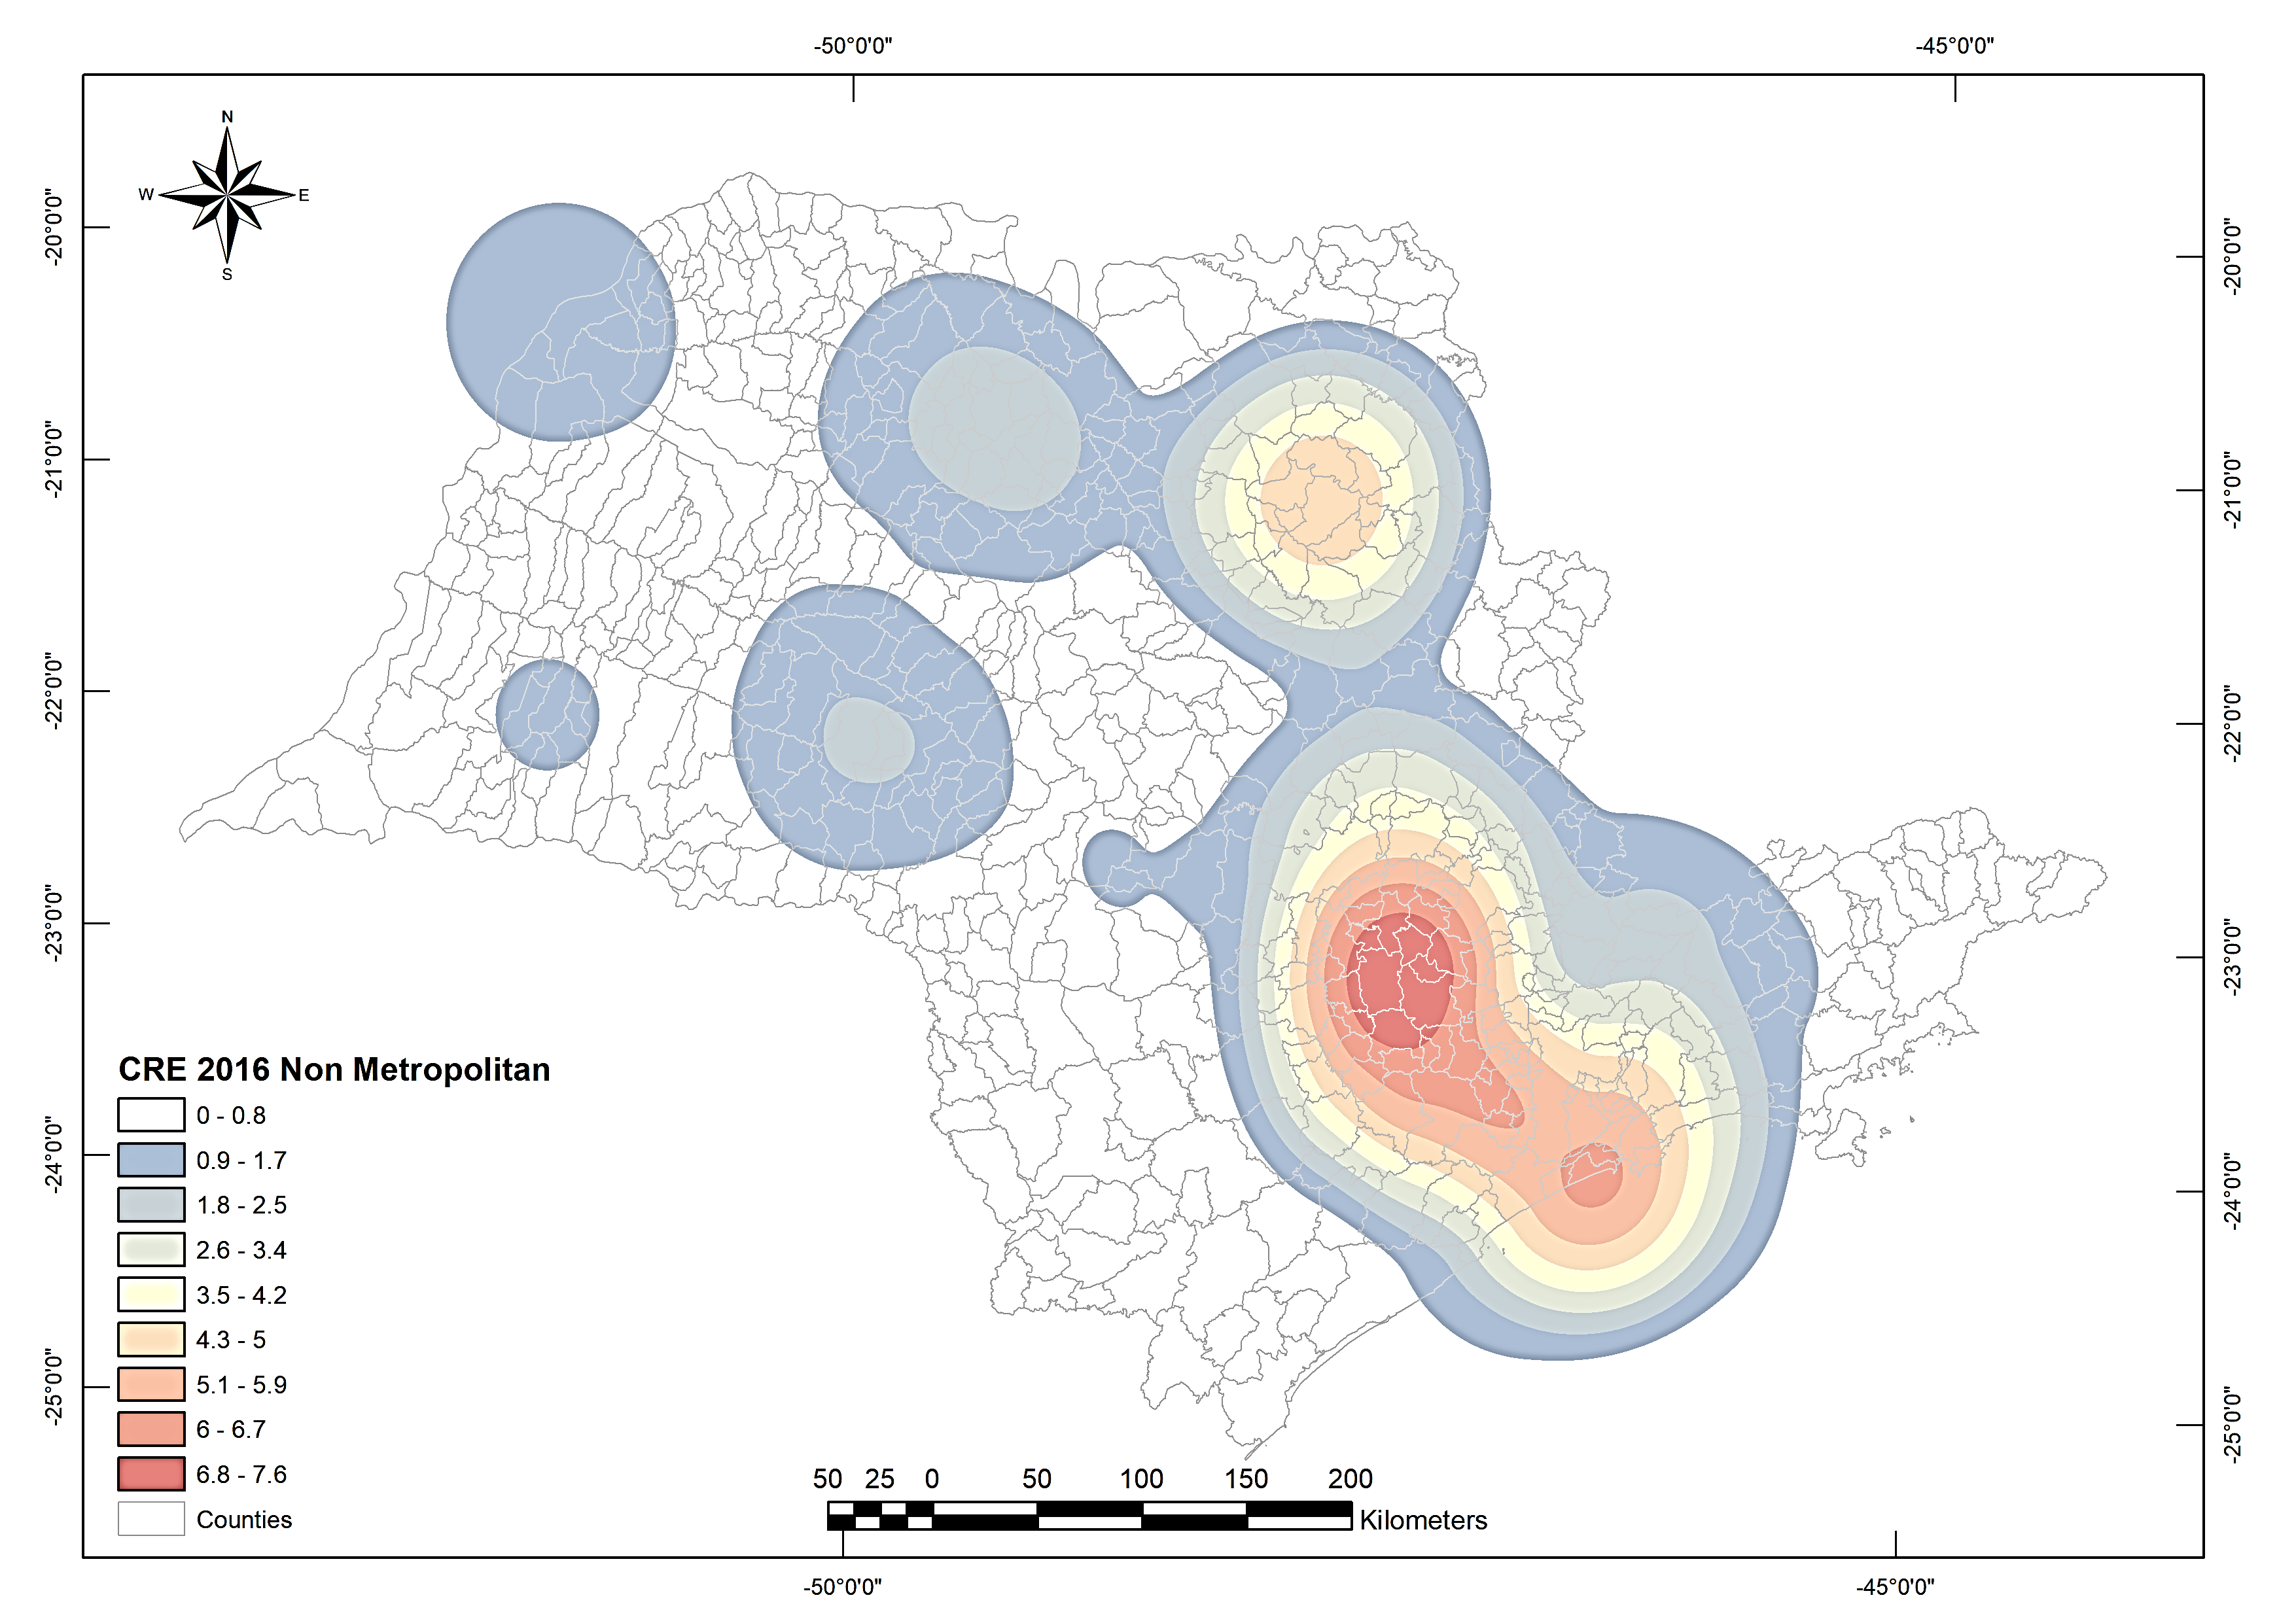 -50°0'0" -45°0'0"
N
W E
S
-20°0'0" -20°0'0"
-21°0'0" -21°0'0"
-22°0'0" -22°0'0"
-23°0'0" -23°0'0"
-24°0'0" -24°0'0"
-25°0'0" -25°0'0"
CRE 2016 Non Metropolitan
0 - 0.8
0.9 - 1.7
1.8 - 2.5
2.6 - 3.4
3.5 - 4.2
4.3 - 5
5.1 - 5.9
6 - 6.7
6.8 - 7.6
Counties
50 25 0 50 100 150 200
Kilometers
-50°0'0" -45°0'0"